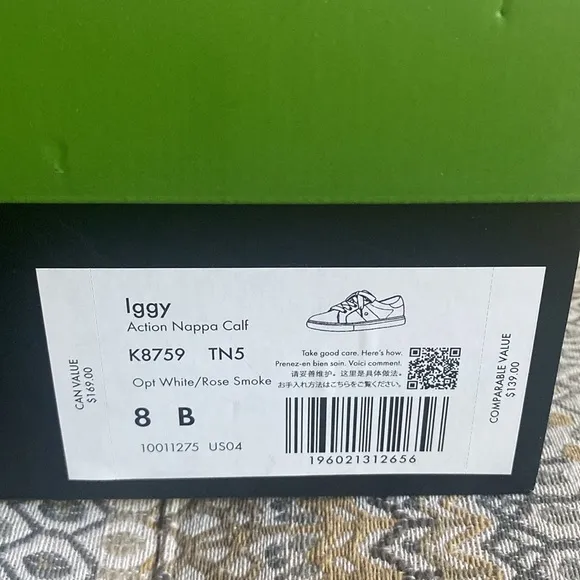 Iggy
Action Nappa Calf
K8759 TN5
Opt White/Rose Smoke
8 B
10011275 US04
Take good care. Here's how.
Prenez-en bien soin. Voici comment.
请妥善维护。这里是具体做法。
お手入れ方法はこちらをご覧ください。
196021312656
CAN VALUE
$169.00
COMPARABLE VALUE
$139.00